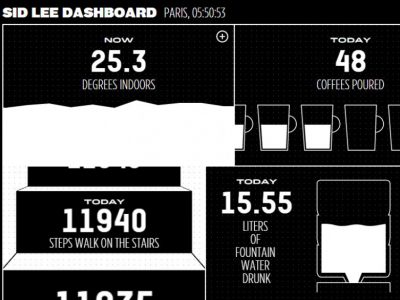 SID LEE DASHBOARD PARIS, 05:50:53
NOW
25.3
DEGREES INDOORS
TODAY
48
COFFEES POURED
TODAY
11940
STEPS WALK ON THE STAIRS
TODAY
15.55
LITERS
OF
FOUNTAIN
WATER
DRUNK